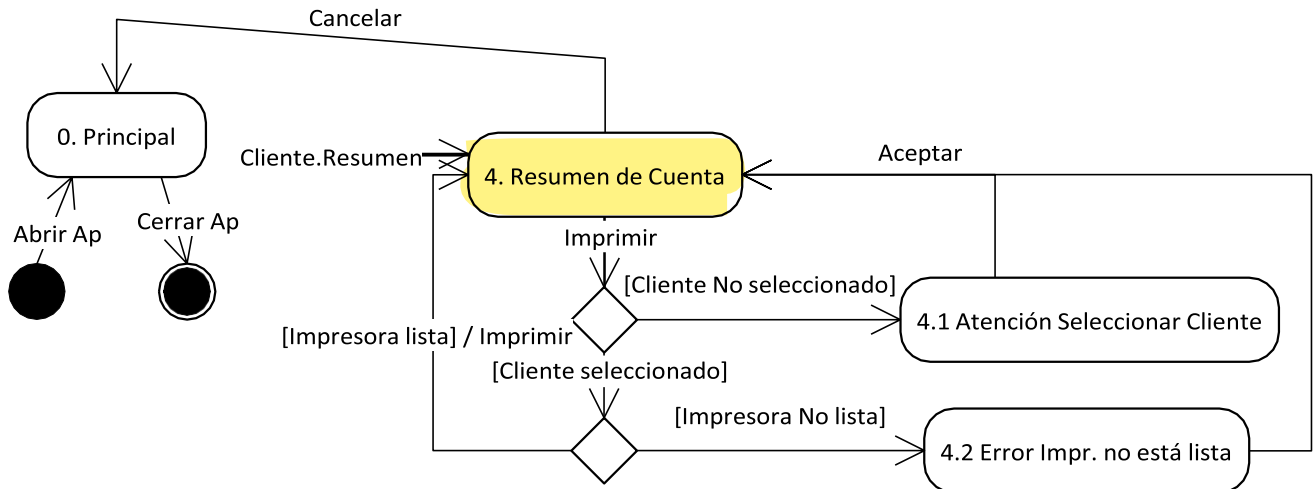 Cancelar
0. Principal
Cliente.Resumen
4. Resumen de Cuenta
Aceptar
Abrir Ap
Cerrar Ap
Imprimir
[Cliente No seleccionado]
4.1 Atención Seleccionar Cliente
[Impresora lista] / Imprimir
[Cliente seleccionado]
[Impresora No lista]
4.2 Error Impr. no está lista